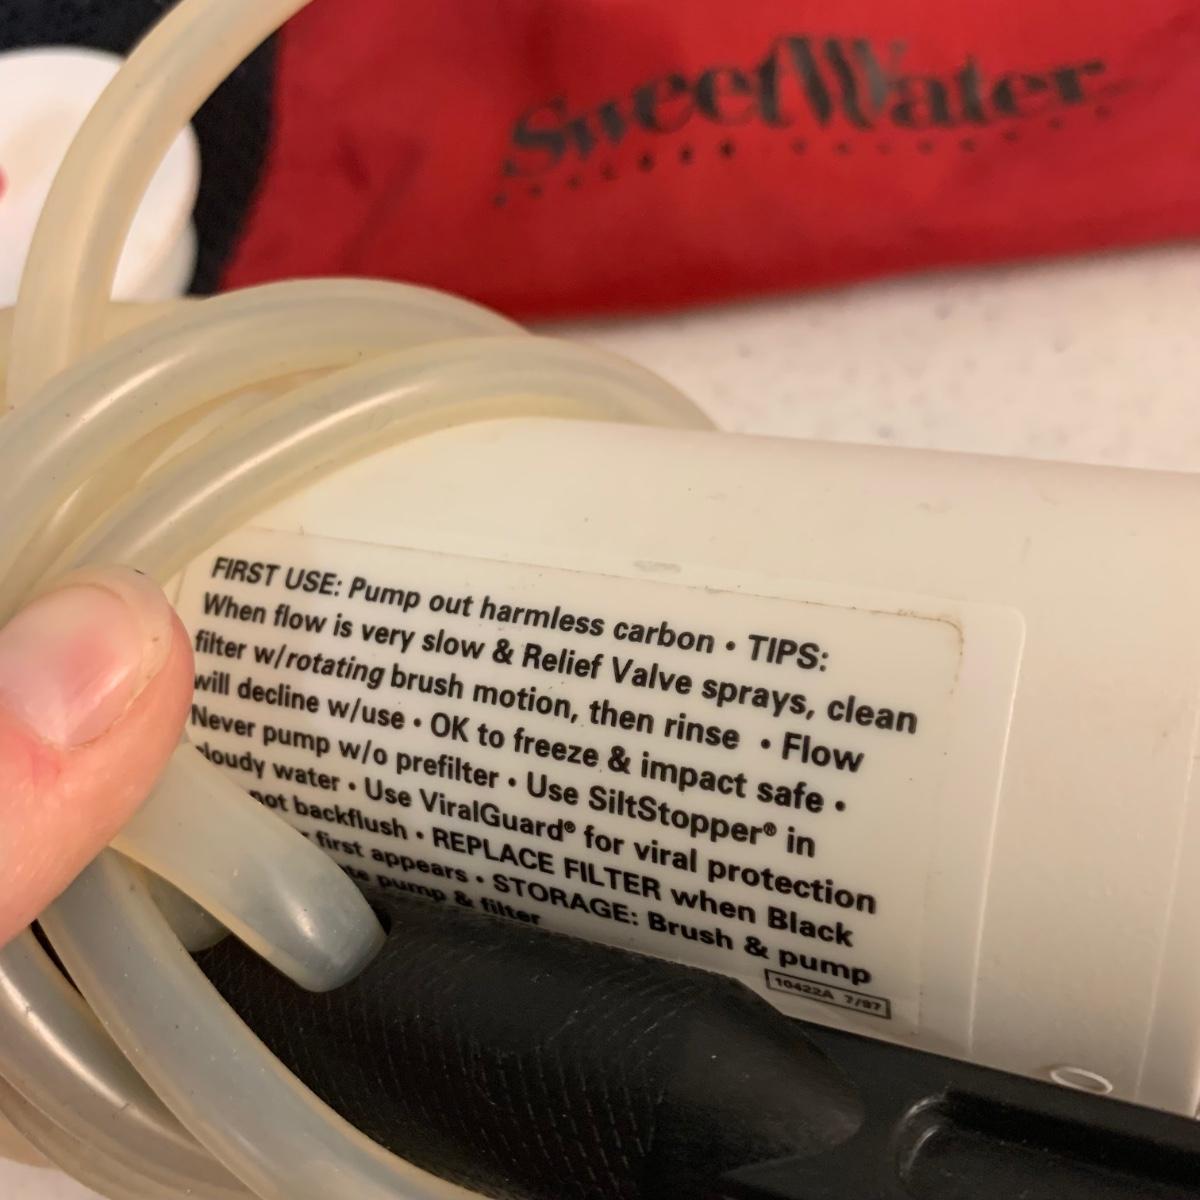 SweetWater
FIRST USE: Pump out harmless carbon • TIPS:
When flow is very slow & Relief Valve sprays, clean
filter w/rotating brush motion, then rinse • Flow
will decline w/use • OK to freeze & impact safe •
Never pump w/o prefilter • Use SiltStopper® in
cloudy water • Use ViralGuard® for viral protection
not backflush • REPLACE FILTER when Black
first appears • STORAGE: Brush & pump
pump & filter
10422A 7/97